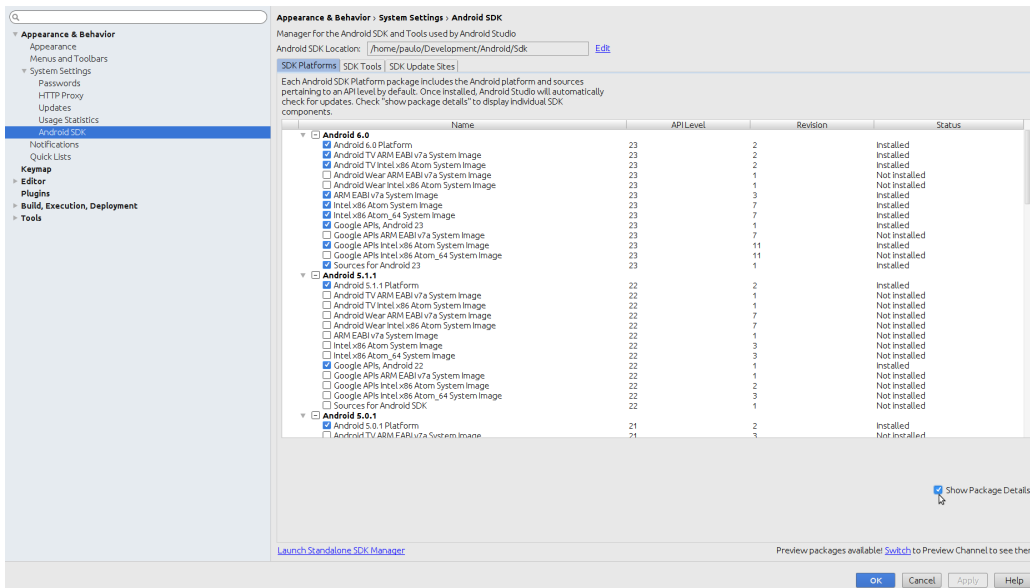 Appearance & Behavior
Appearance
Menus and Toolbars
System Settings
Passwords
HTTP Proxy
Updates
Usage Statistics
Android SDK
Notifications
Quick Lists
Keymap
Editor
Plugins
Build, Execution, Deployment
Tools
Appearance & Behavior › System Settings › Android SDK
Manager for the Android SDK and Tools used by Android Studio
Android SDK Location: /home/paulo/Development/Android/Sdk Edit
SDK Platforms SDK Tools SDK Update Sites
Each Android SDK Platform package includes the Android platform and sources
pertaining to an API level by default. Once installed, Android Studio will automatically
check for updates. Check "show package details" to display individual SDK
components.
Name API Level Revision Status
Android 6.0
Android 6.0 Platform 23 2 Installed
Android TV ARM EABI v7a System Image 23 2 Installed
Android TV Intel x86 Atom System Image 23 2 Installed
Android Wear ARM EABI v7a System Image 23 1 Not installed
Android Wear Intel x86 Atom System Image 23 1 Not installed
ARM EABI v7a System Image 23 3 Installed
Intel x86 Atom System Image 23 7 Installed
Intel x86 Atom_64 System Image 23 7 Installed
Google APIs, Android 23 23 1 Installed
Google APIs ARM EABI v7a System Image 23 7 Not installed
Google APIs Intel x86 Atom System Image 23 11 Installed
Google APIs Intel x86 Atom_64 System Image 23 11 Not installed
Sources for Android 23 23 1 Installed
Android 5.1.1
Android 5.1.1 Platform 22 2 Installed
Android TV ARM EABI v7a System Image 22 1 Not installed
Android TV Intel x86 Atom System Image 22 1 Not installed
Android Wear ARM EABI v7a System Image 22 7 Not installed
Android Wear Intel x86 Atom System Image 22 7 Not installed
ARM EABI v7a System Image 22 1 Not installed
Intel x86 Atom System Image 22 3 Not installed
Intel x86 Atom_64 System Image 22 3 Not installed
Google APIs, Android 22 22 1 Installed
Google APIs ARM EABI v7a System Image 22 1 Not installed
Google APIs Intel x86 Atom System Image 22 2 Not installed
Google APIs Intel x86 Atom_64 System Image 22 3 Not installed
Sources for Android SDK 22 1 Not installed
Android 5.0.1
Android 5.0.1 Platform 21 2 Installed
Android TV ARM EABI v7a System Image 21 3 Not installed
Show Package Details
Launch Standalone SDK Manager
Preview packages available! Switch to Preview Channel to see
OK Cancel Apply Help